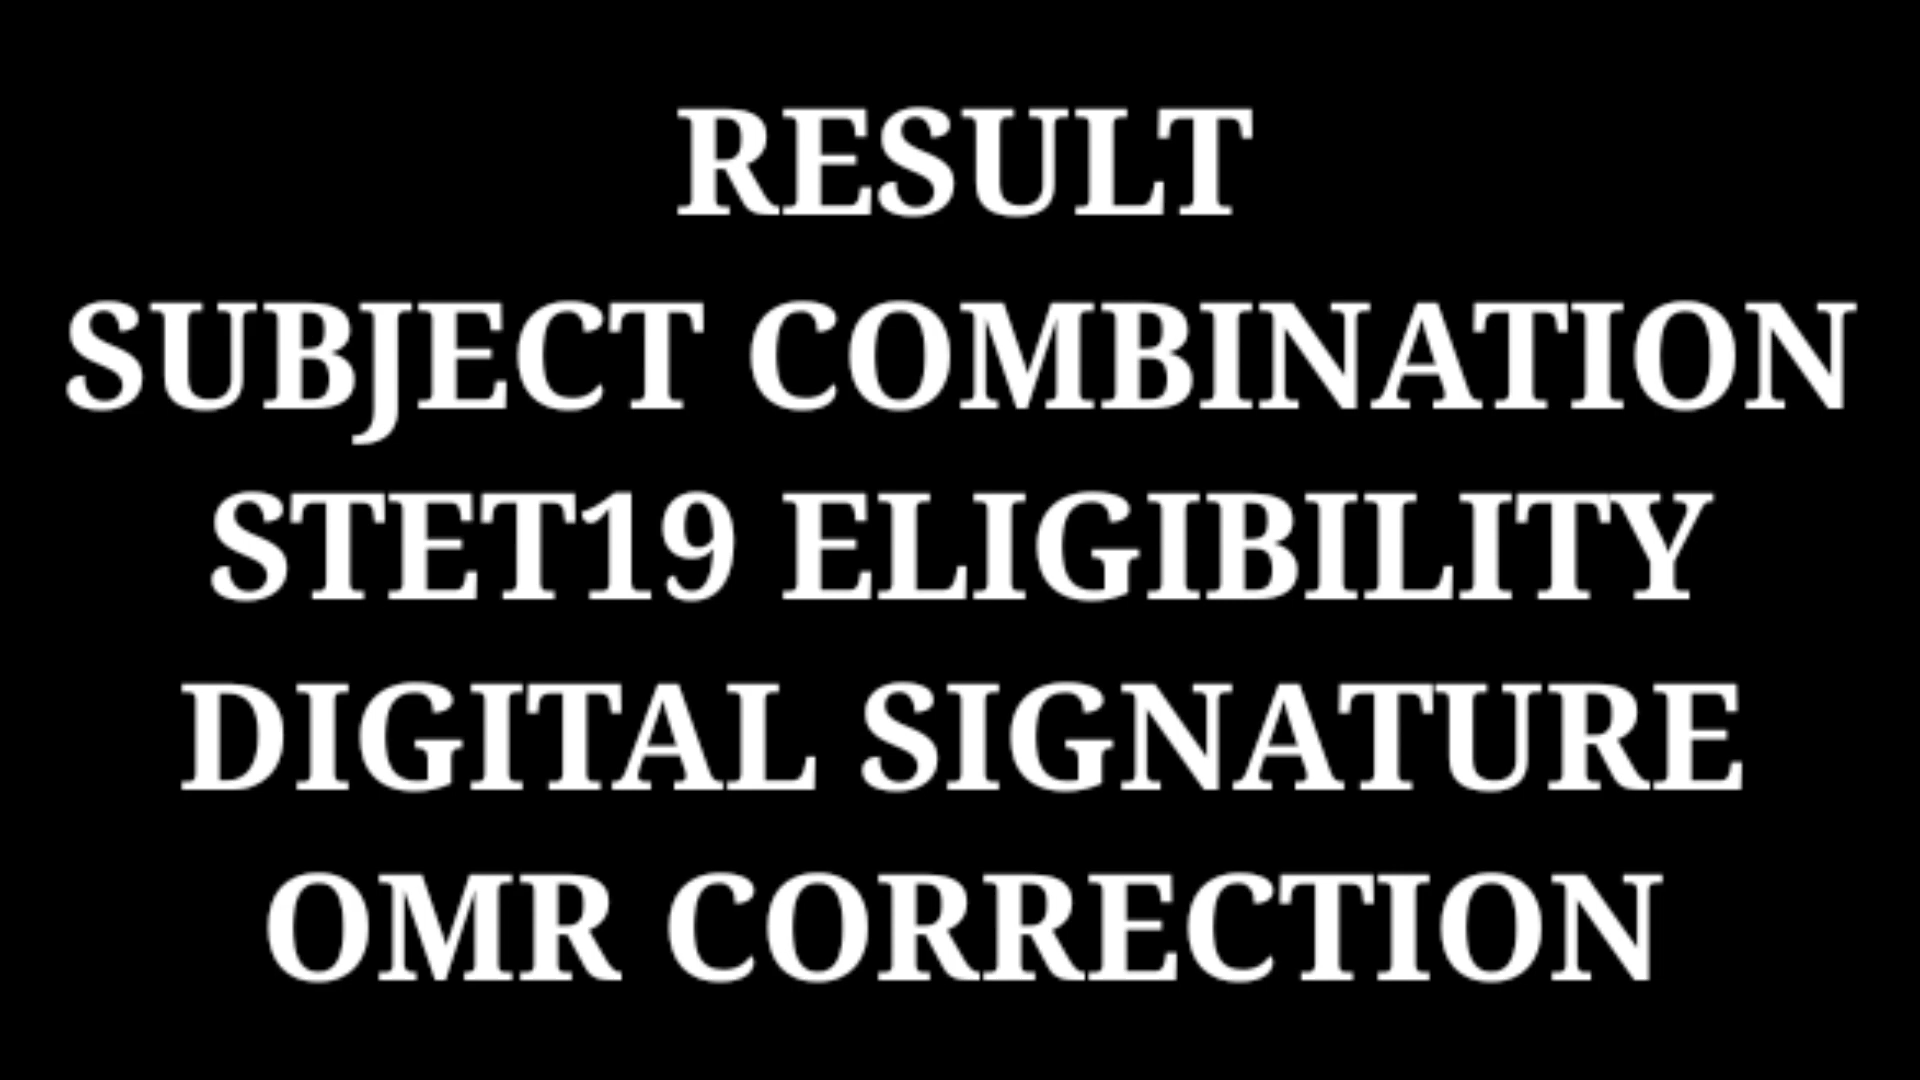 RESULT
SUBJECT COMBINATION
STET19 ELIGIBILITY
DIGITAL SIGNATURE
OMR CORRECTION